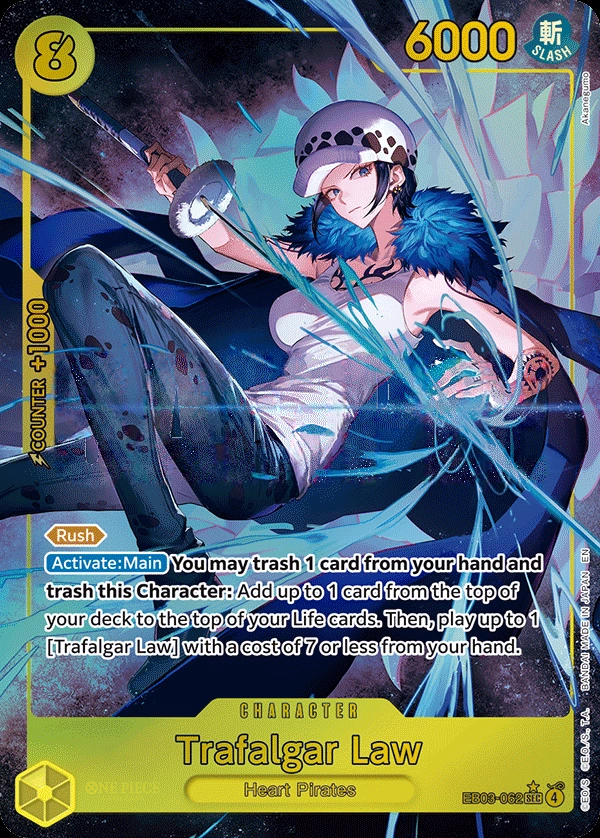 8
6000
斬
SLASH
Akanegumo
COUNTER +1000
Rush
Activate:Main You may trash 1 card from your hand and
trash this Character: Add up to 1 card from the top of
your deck to the top of your Life cards. Then, play up to 1
[Trafalgar Law] with a cost of 7 or less from your hand.
CHARACTER
Trafalgar Law
Heart Pirates
ONE PIECE
EB03-062 SEC 4
©E.O/S ©E.O./S., T.A. BANDAI MADE IN JAPAN EN